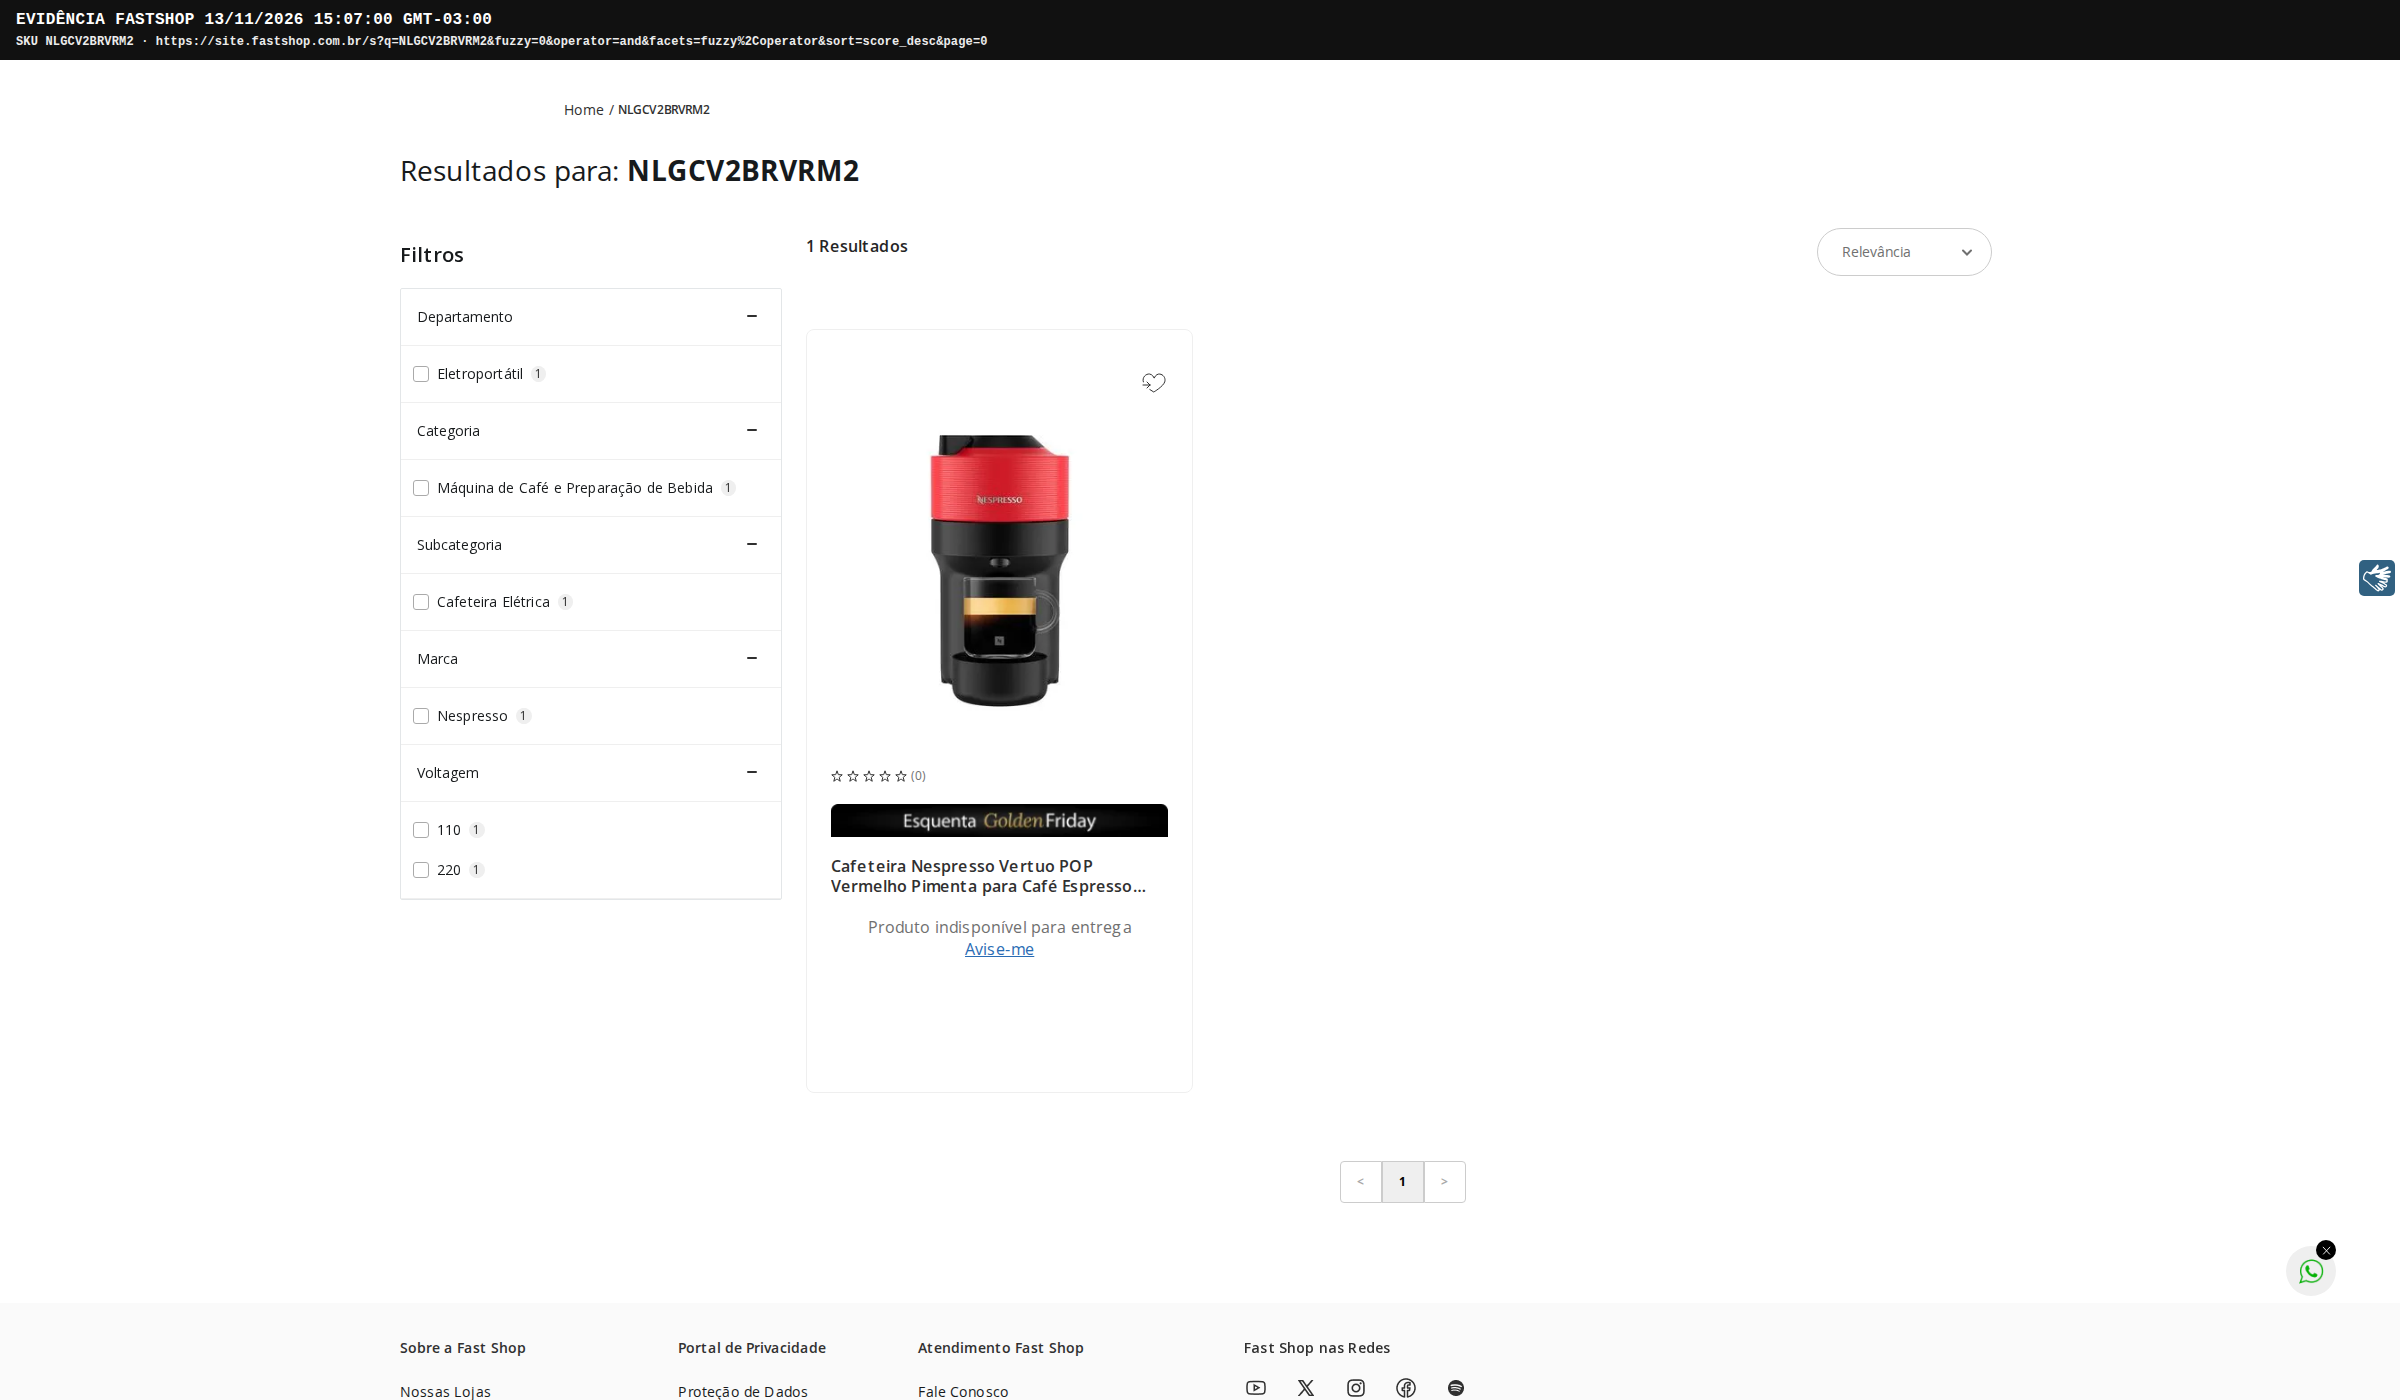 EVIDÊNCIA FASTSHOP 13/11/2026 15:07:00 GMT-03:00
SKU NLGCV2BRVRM2 · https://site.fastshop.com.br/s?q=NLGCV2BRVRM2&fuzzy=0&operator=and&facets=fuzzy%2Coperator&sort=score_desc&page=0
Home / NLGCV2BRVRM2
Resultados para: NLGCV2BRVRM2
Filtros
1 Resultados
Relevância
Departamento
Eletroportátil 1
Categoria
Máquina de Café e Preparação de Bebida 1
Subcategoria
Cafeteira Elétrica 1
Marca
Nespresso 1
Voltagem
110 1
220 1
NESPRESSO
(0)
Esquenta Golden Friday
Cafeteira Nespresso Vertuo POP
Vermelho Pimenta para Café Espresso...
Produto indisponível para entrega
Avise-me
< 1 >
Sobre a Fast Shop
Portal de Privacidade
Atendimento Fast Shop
Fast Shop nas Redes
Nossas Lojas
Proteção de Dados
Fale Conosco